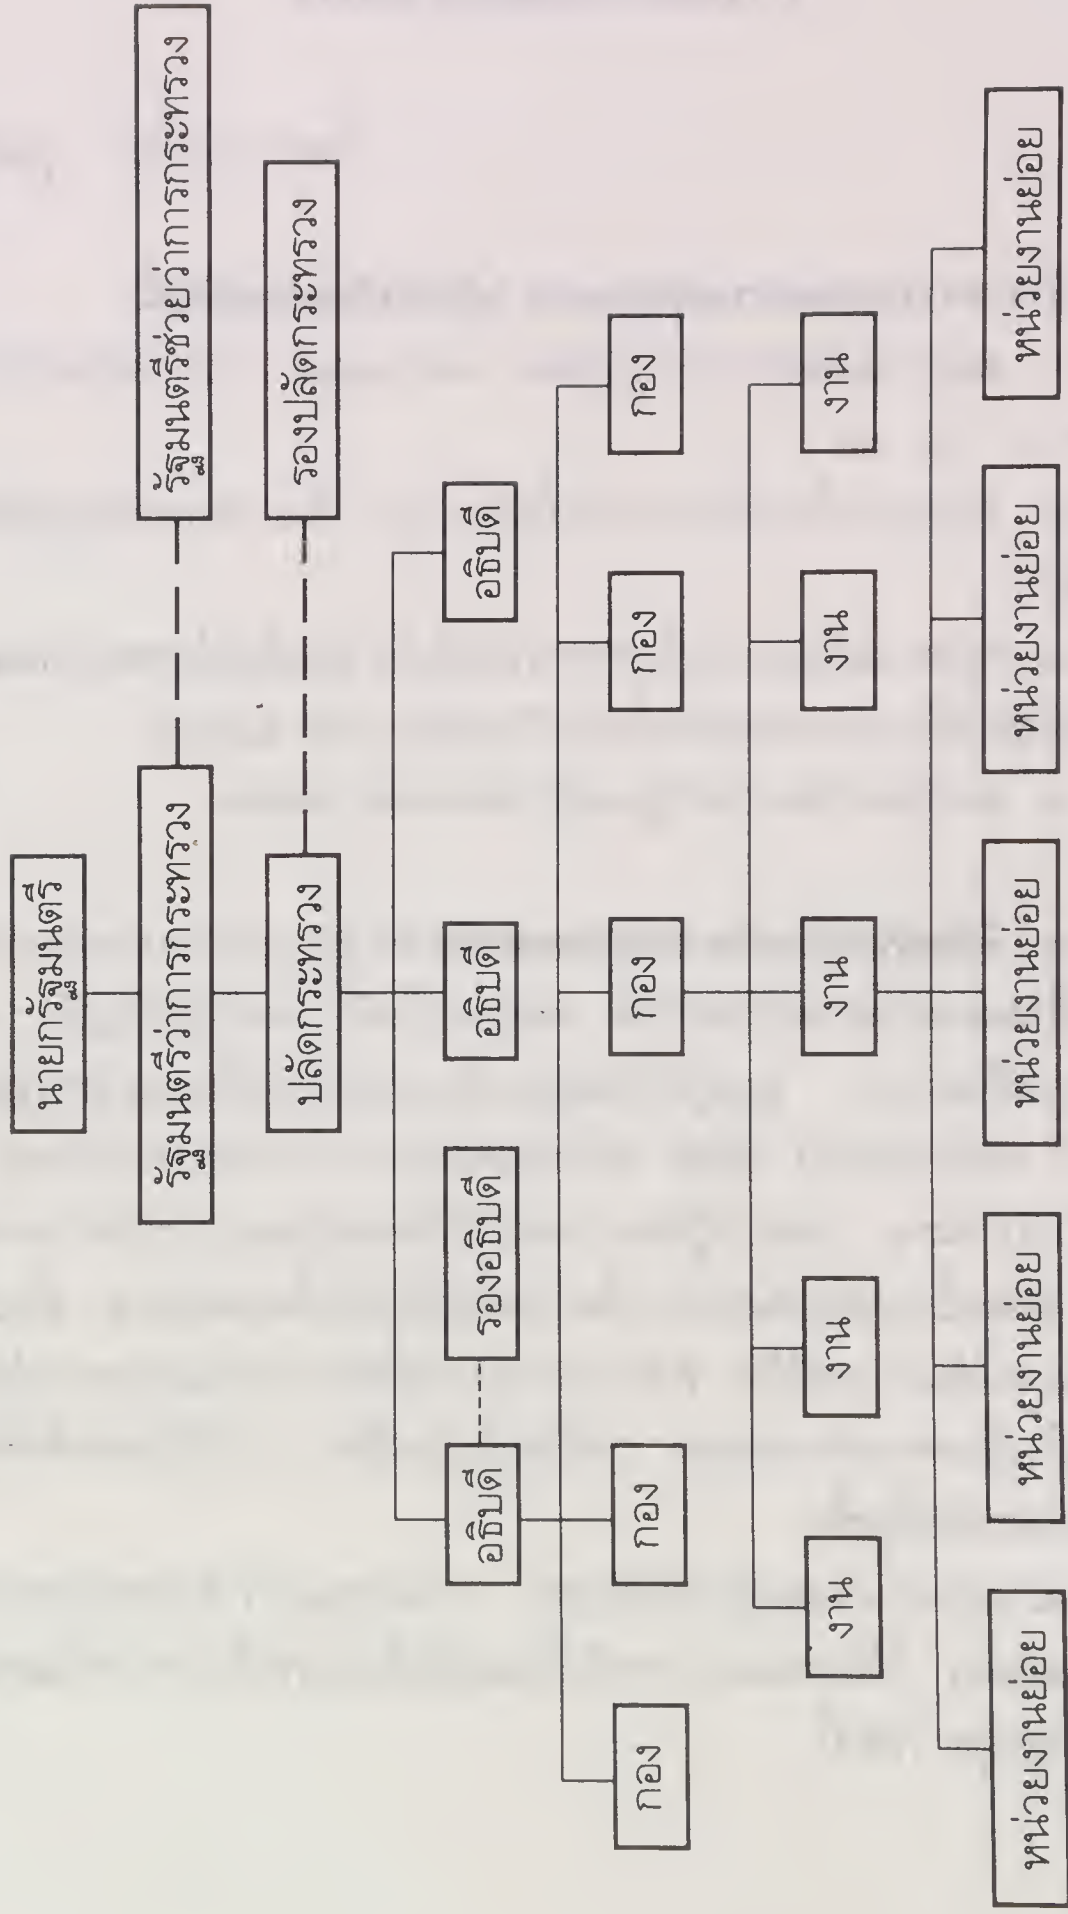 นายกรัฐมนตรี
รัฐมนตรีว่าการกระทรวง
รัฐมนตรีช่วยว่าการกระทรวง
ปลัดกระทรวง
รองปลัดกระทรวง
อธิบดี
รองอธิบดี
อธิบดี
อธิบดี
กอง
กอง
กอง
กอง
กอง
งาน
งาน
งาน
งาน
งาน
หน่วยงานย่อย
หน่วยงานย่อย
หน่วยงานย่อย
หน่วยงานย่อย
หน่วยงานย่อย